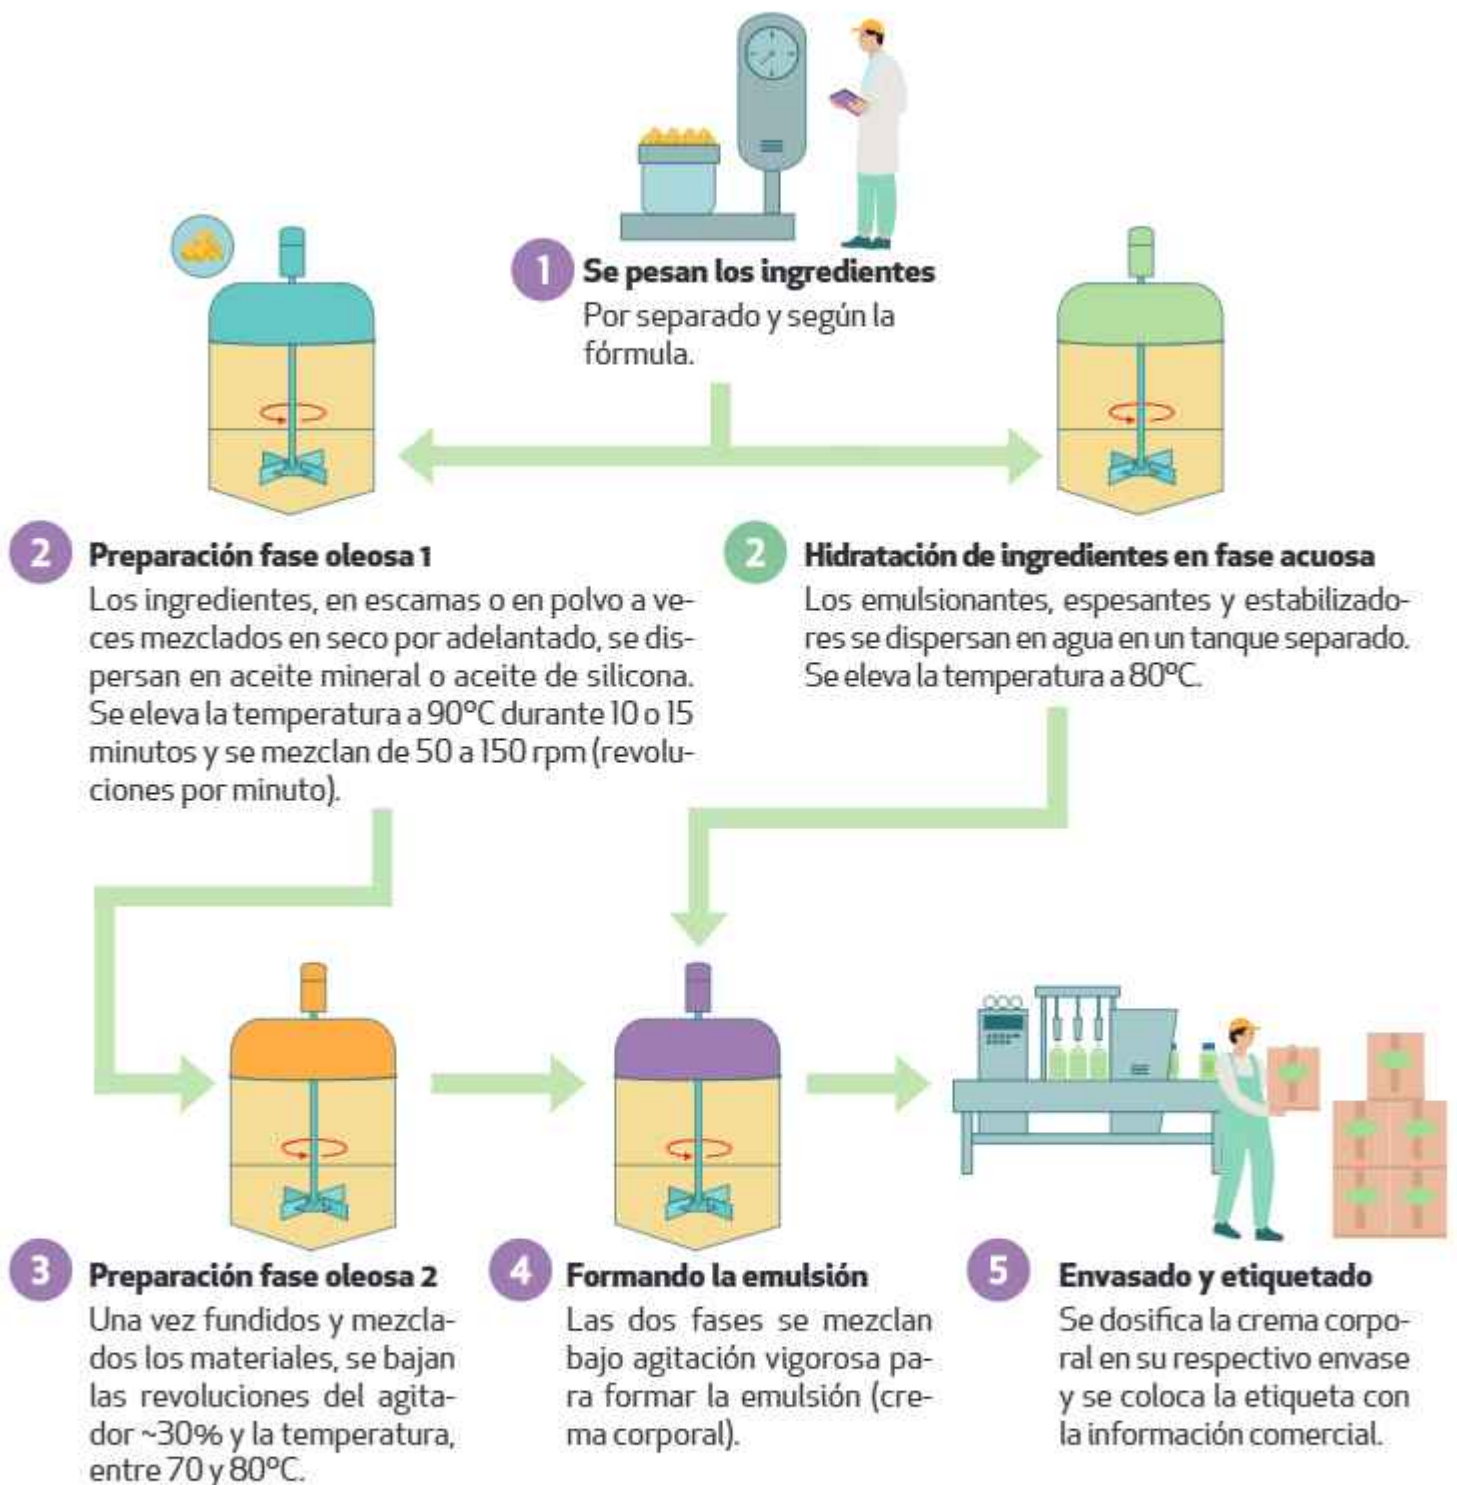 1
Se pesan los ingredientes
Por separado y según la
fórmula.
2
Preparación fase oleosa 1
Los ingredientes, en escamas o en polvo a ve-
ces mezclados en seco por adelantado, se dis-
persan en aceite mineral o aceite de silicona.
Se eleva la temperatura a 90°C durante 10 o 15
minutos y se mezclan de 50 a 150 rpm (revolu-
ciones por minuto).
2
Hidratación de ingredientes en fase acuosa
Los emulsionantes, espesantes y estabilizado-
res se dispersan en agua en un tanque separado.
Se eleva la temperatura a 80°C.
3
Preparación fase oleosa 2
Una vez fundidos y mezcla-
dos los materiales, se bajan
las revoluciones del agita-
dor ~30% y la temperatura,
entre 70 y 80°C.
4
Formando la emulsión
Las dos fases se mezclan
bajo agitación vigorosa pa-
ra formar la emulsión (cre-
ma corporal).
5
Envasado y etiquetado
Se dosifica la crema corpo-
ral en su respectivo envase
y se coloca la etiqueta con
la información comercial.